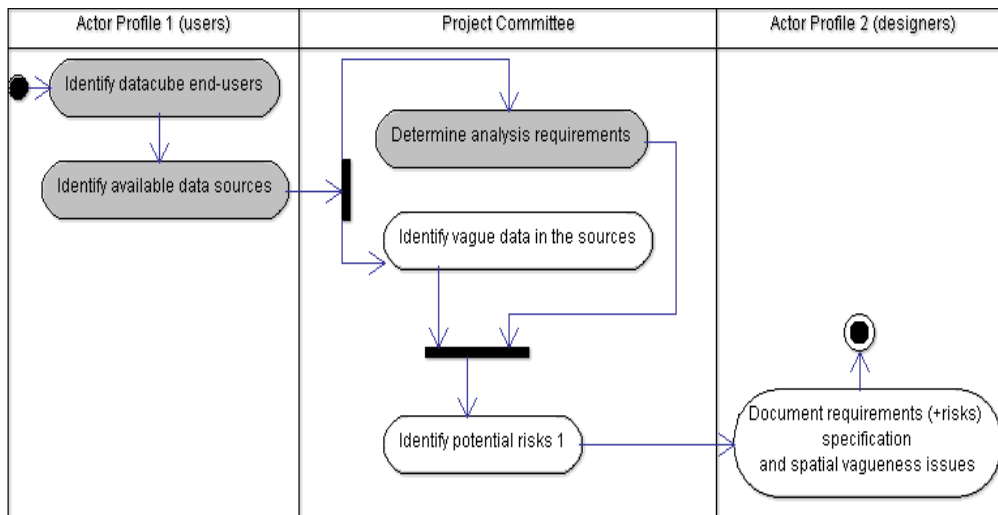 Actor Profile 1 (users)
Project Committee
Actor Profile 2 (designers)
Identify datacube end-users
Determine analysis requirements
Identify available data sources
Identify vague data in the sources
Identify potential risks 1
Document requirements (+risks)
specification
and spatial vagueness issues